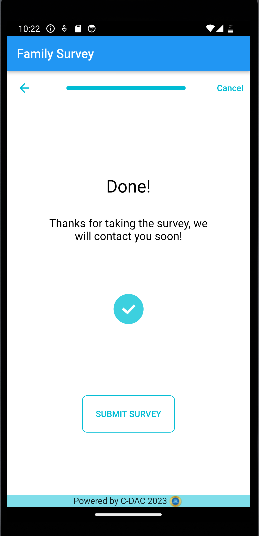 10:22
Family Survey
Cancel
Done!
Thanks for taking the survey, we
will contact you soon!
SUBMIT SURVEY
Powered by C-DAC 2023